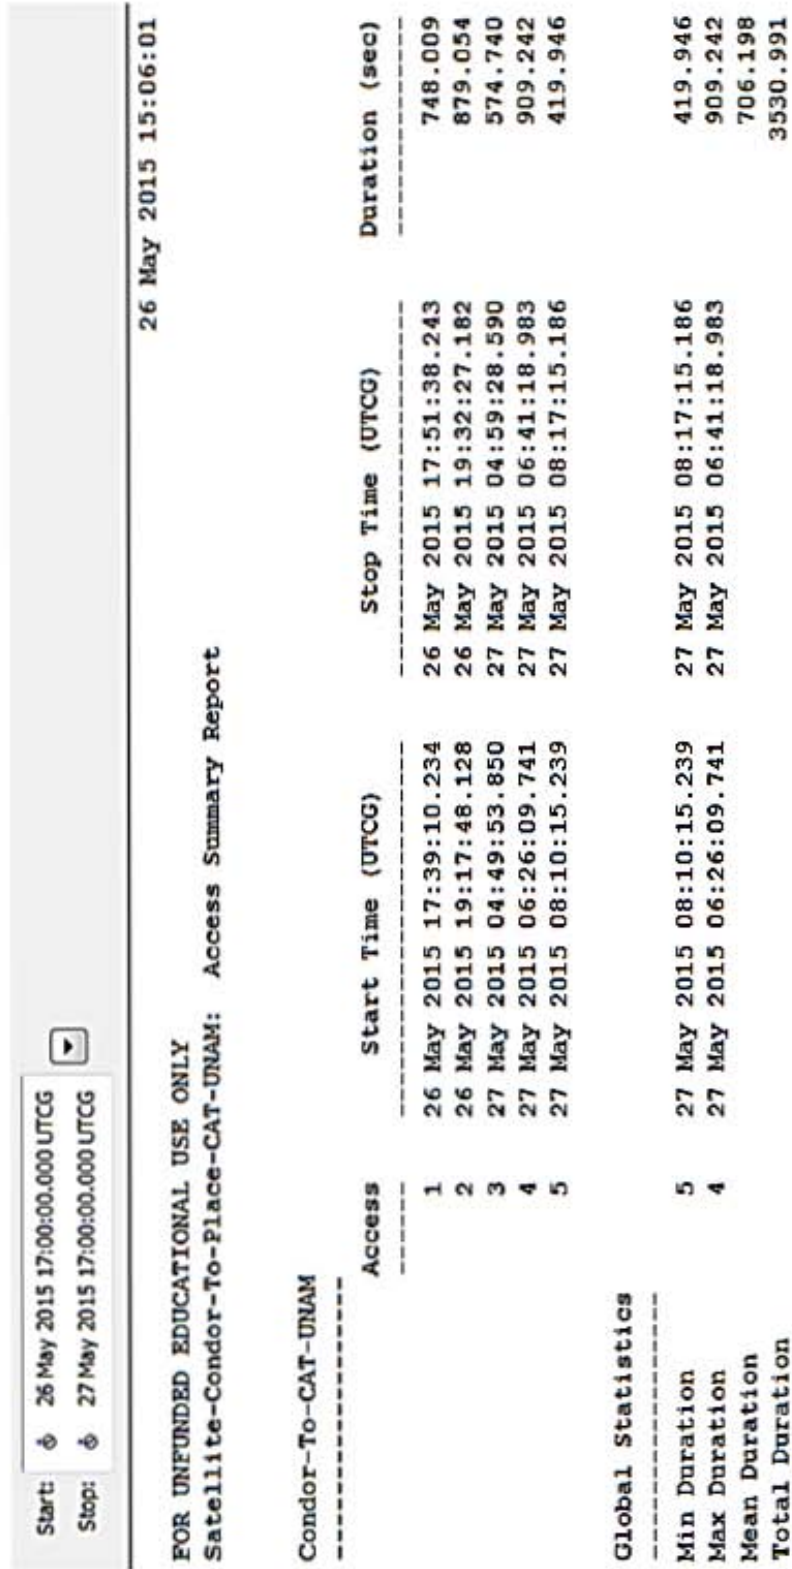 Start: 26 May 2015 17:00:00.000 UTCG
Stop: 27 May 2015 17:00:00.000 UTCG
26 May 2015 15:06:01
FOR UNFUNDED EDUCATIONAL USE ONLY
Satellite-Condor-To-Place-CAT-UNAM: Access Summary Report
Condor-To-CAT-UNAM
------------------
Access Start Time (UTCG) Stop Time (UTCG) Duration (sec)
------ ------------------------ ------------------------ --------------
1 26 May 2015 17:39:10.234 26 May 2015 17:51:38.243 748.009
2 26 May 2015 19:17:48.128 26 May 2015 19:32:27.182 879.054
3 27 May 2015 04:49:53.850 27 May 2015 04:59:28.590 574.740
4 27 May 2015 06:26:09.741 27 May 2015 06:41:18.983 909.242
5 27 May 2015 08:10:15.239 27 May 2015 08:17:15.186 419.946
Global Statistics
-----------------
Min Duration 5 27 May 2015 08:10:15.239 27 May 2015 08:17:15.186 419.946
Max Duration 4 27 May 2015 06:26:09.741 27 May 2015 06:41:18.983 909.242
Mean Duration 706.198
Total Duration 3530.991